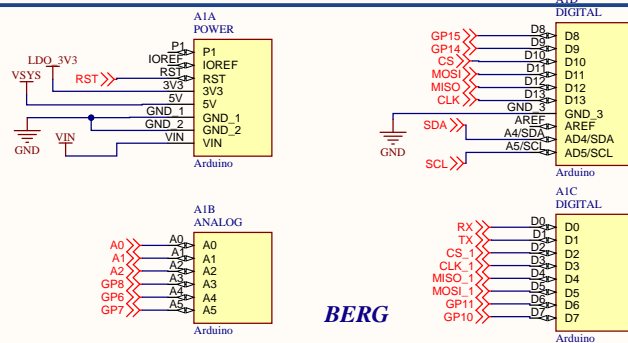 A1A
POWER
P1 P1
IOREF IOREF
RST RST RST
LDO_3V3 3V3 3V3
VSYS 5V 5V
GND_1 GND_1
GND_2 GND_2
GND
VIN VIN VIN
Arduino
A1D
DIGITAL
GP15 D8 D8
GP14 D9 D9
CS D10 D10
MOSI D11 D11
MISO D12 D12
CLK D13 D13
GND_3 GND_3
AREF AREF
GND
SDA A4/SDA AD4/SDA
SCL A5/SCL AD5/SCL
Arduino
A1B
ANALOG
A0 A0 A0
A1 A1 A1
A2 A2 A2
GP8 A3 A3
GP6 A4 A4
GP7 A5 A5
Arduino
BERG
A1C
DIGITAL
RX D0 D0
TX D1 D1
CS_1 D2 D2
CLK_1 D3 D3
MISO_1 D4 D4
MOSI_1 D5 D5
GP11 D6 D6
GP10 D7 D7
Arduino